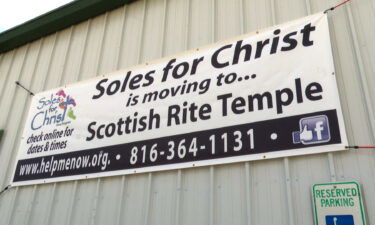 Soles for Christ
is moving to...
Scottish Rite Temple
Soles
for
Christ
check online for
dates & times
www.helpmenow.org • 816-364-1131 •
f
RESERVED
PARKING